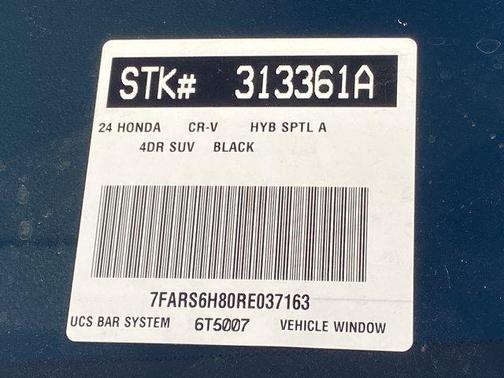 STK# 313361A
24 HONDA CR-V HYB SPTL A
4DR SUV BLACK
7FARS6H80RE037163
UCS BAR SYSTEM 6T5007 VEHICLE WINDOW